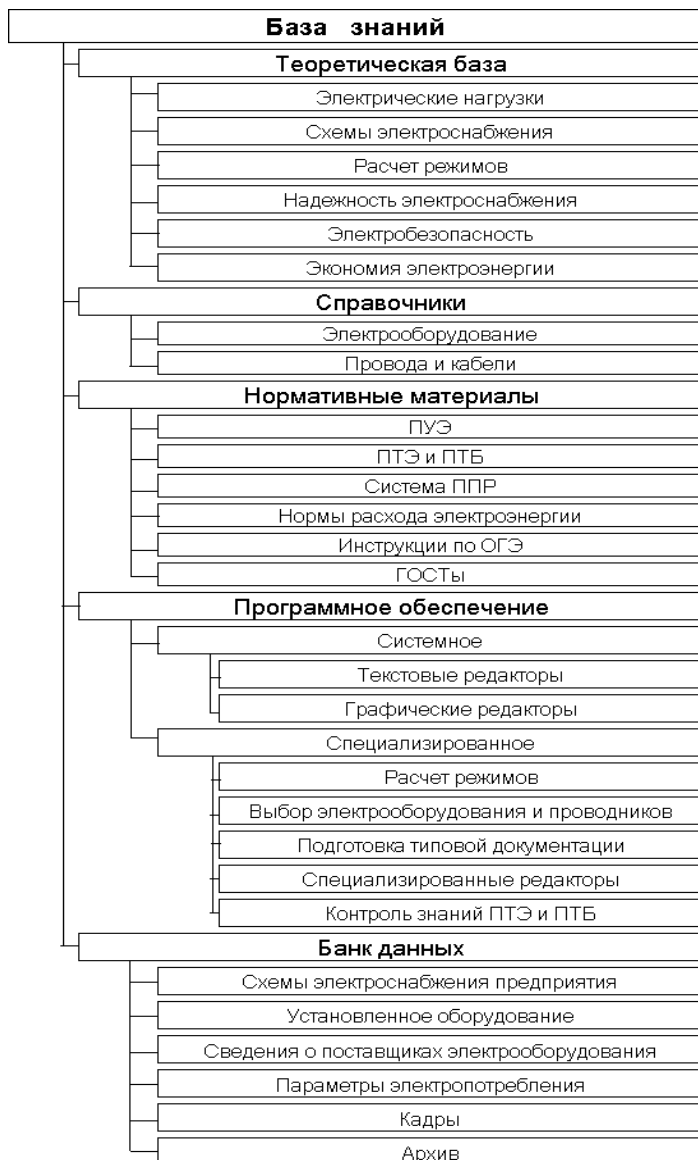 База знаний
Теоретическая база
Электрические нагрузки
Схемы электроснабжения
Расчет режимов
Надежность электроснабжения
Электробезопасность
Экономия электроэнергии
Справочники
Электрооборудование
Провода и кабели
Нормативные материалы
ПУЭ
ПТЭ и ПТБ
Система ППР
Нормы расхода электроэнергии
Инструкции по ОГЭ
ГОСТы
Программное обеспечение
Системное
Текстовые редакторы
Графические редакторы
Специализированное
Расчет режимов
Выбор электрооборудования и проводников
Подготовка типовой документации
Специализированные редакторы
Контроль знаний ПТЭ и ПТБ
Банк данных
Схемы электроснабжения предприятия
Установленное оборудование
Сведения о поставщиках электрооборудования
Параметры электропотребления
Кадры
Архив